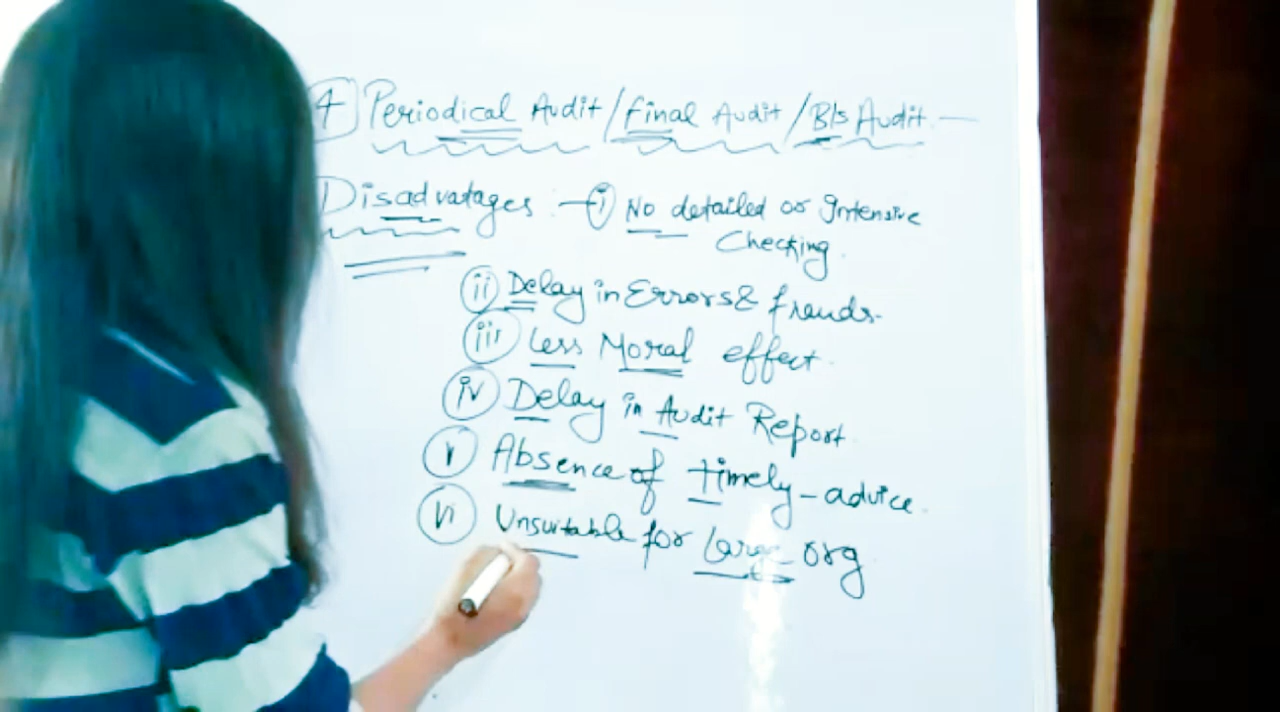 4 Periodical Audit / final Audit / B/s Audit. —
Disadvatages :- (i) No detailed or Intensive
Checking.
(ii) Delay in Errors & frauds.
(iii) Less Moral effect.
(iv) Delay in Audit Report.
(v) Absence of timely - advice.
(vi) Unsuitable for Large org